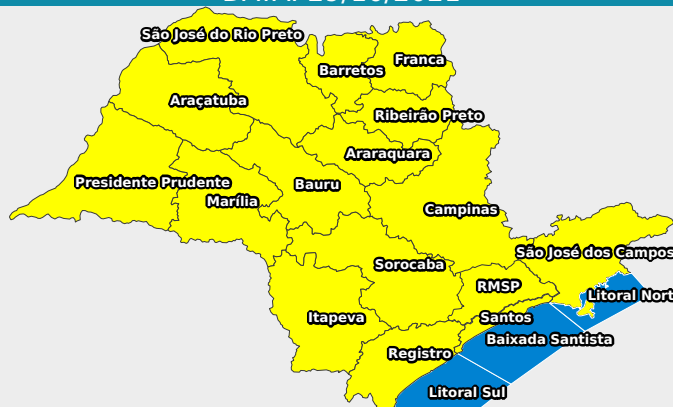 São José do Rio Preto
Franca
Barretos
Araçatuba
Ribeirão Preto
Araraquara
Presidente Prudente
Bauru
Marília
Campinas
São José dos Campos
Sorocaba
RMSP
Litoral Nort
Itapeva
Santos
Baixada Santista
Registro
Litoral Sul